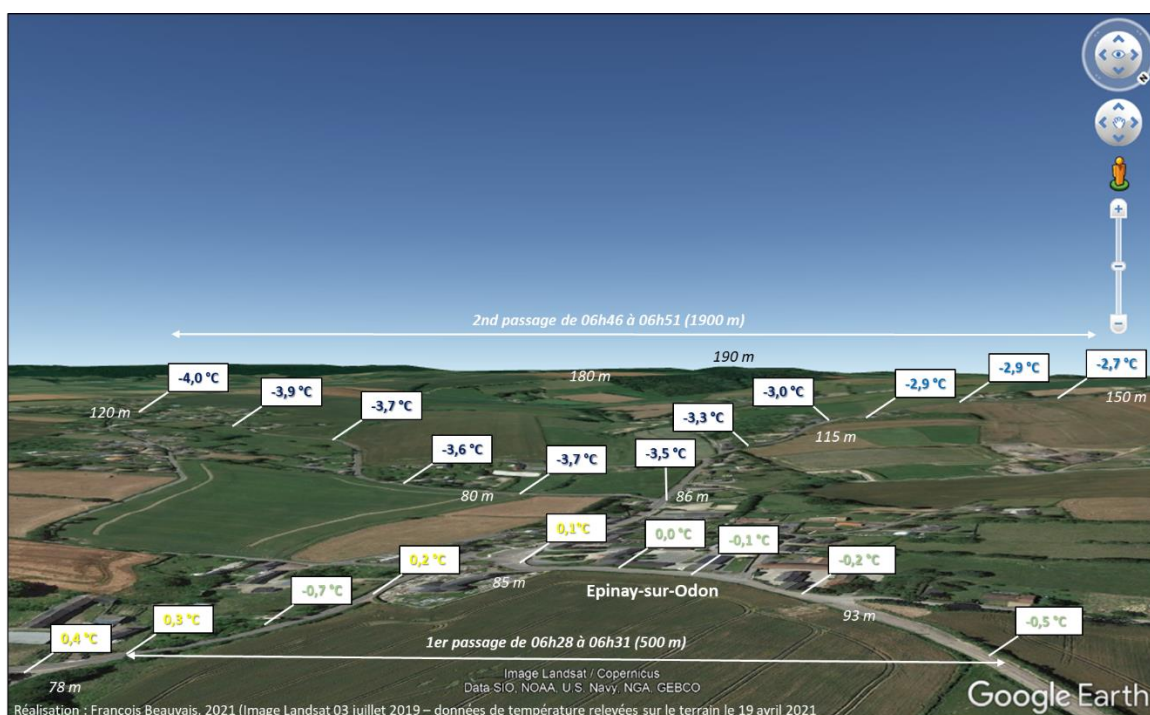 N
2nd passage de 06h46 à 06h51 (1900 m)
190 m
180 m
-4,0 °C
-3,9 °C
-3,7 °C
-3,0 °C
-2,9 °C
-2,9 °C
-2,7 °C
120 m
150 m
-3,3 °C
115 m
-3,6 °C
-3,7 °C
-3,5 °C
80 m
86 m
0,1°C
0,0 °C
-0,1 °C
-0,2 °C
0,2 °C
85 m
Epinay-sur-Odon
-0,7 °C
93 m
0,3 °C
-0,5 °C
0,4 °C
1er passage de 06h28 à 06h31 (500 m)
78 m
Image Landsat / Copernicus
Data SIO, NOAA, U.S. Navy, NGA, GEBCO
Google Earth
Réalisation : François Beauvais, 2021 (Image Landsat 03 juillet 2019 – données de température relevées sur le terrain le 19 avril 2021